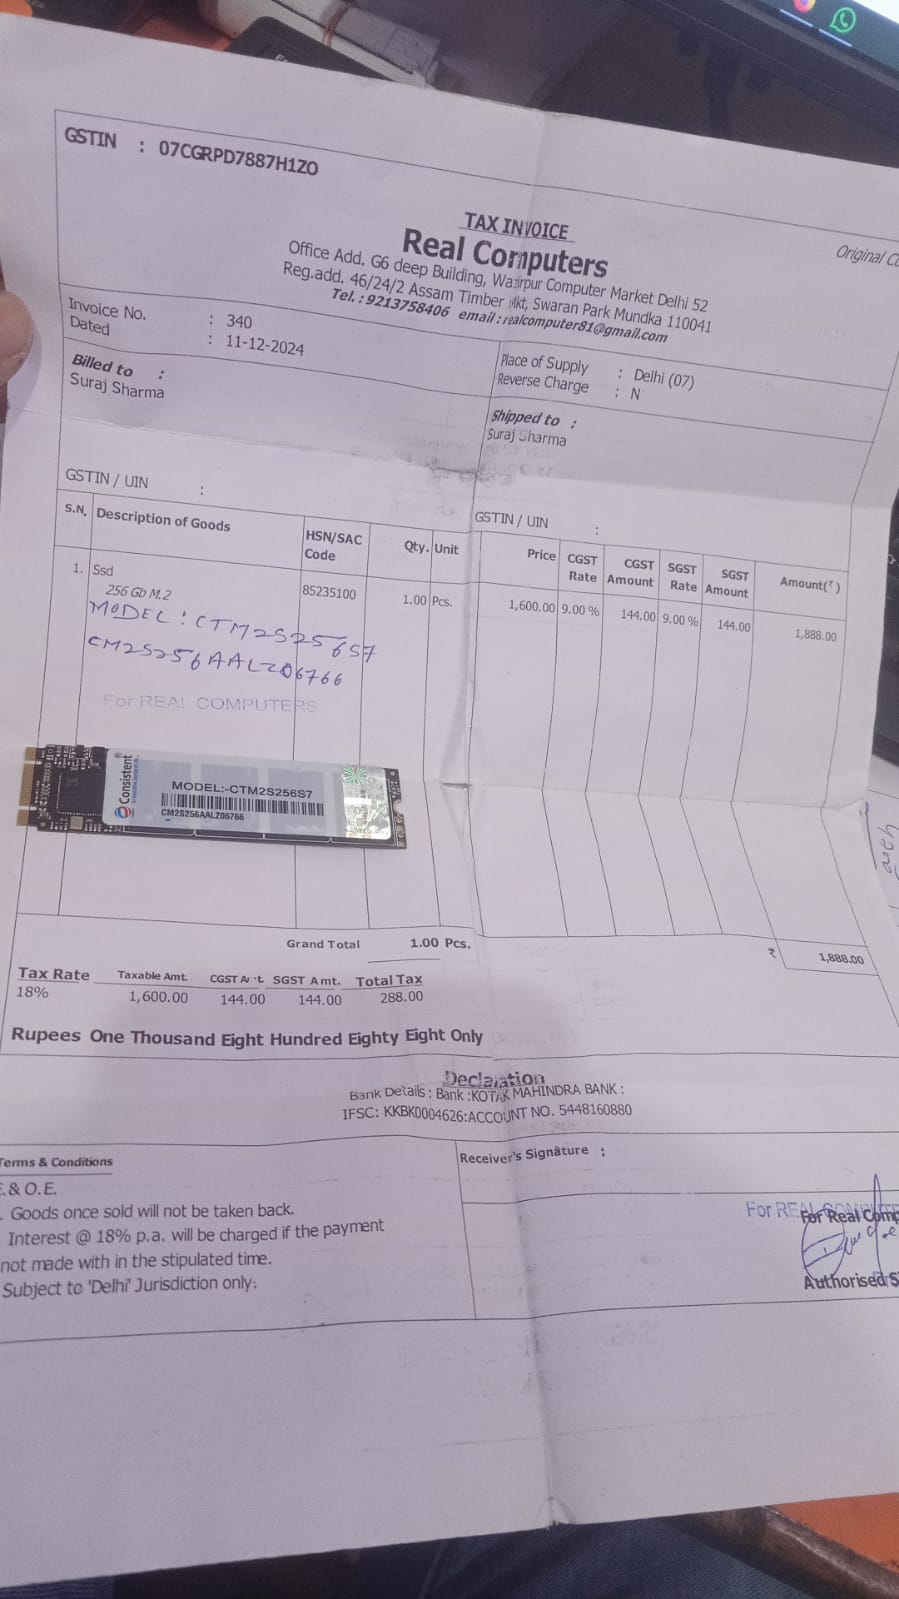 GSTIN : 07CGRPD7887H1ZO
TAX INVOICE
Original
Real Computers
Office Add. G6 deep Building, Wazirpur Computer Market Delhi 52
Reg.add. 46/24/2 Assam Timber Mkt, Swaran Park Mundka 110041
Tel. : 9213758406 email : realcomputer81@gmail.com
Invoice No. : 340
Dated : 11-12-2024
Place of Supply : Delhi (07)
Reverse Charge : N
Billed to :
Suraj Sharma
Shipped to :
Suraj Sharma
GSTIN / UIN :
GSTIN / UIN :
S.N. Description of Goods HSN/SAC Code Qty. Unit Price CGST Rate CGST Amount SGST Rate SGST Amount Amount(₹)
1. Ssd 85235100 1.00 Pcs. 1,600.00 9.00 % 144.00 9.00 % 144.00 1,888.00
256 Gb M.2
MODEL : CTM2S256S7
CM2S256AALZ06766
For REAL COMPUTERS
Consistent
MODEL:-CTM2S256S7
CM2S256AALZ06766
Grand Total 1.00 Pcs. ₹ 1,888.00
Tax Rate Taxable Amt. CGST Amt. SGST Amt. Total Tax
18% 1,600.00 144.00 144.00 288.00
Rupees One Thousand Eight Hundred Eighty Eight Only
Declaration
Bank Details : Bank :KOTAK MAHINDRA BANK :
IFSC: KKBK0004626:ACCOUNT NO. 5448160880
Terms & Conditions
E.& O.E.
. Goods once sold will not be taken back.
Interest @ 18% p.a. will be charged if the payment
not made with in the stipulated time.
Subject to 'Delhi' Jurisdiction only.
Receiver's Signature :
For REAL
For Real Comp
Authorised S